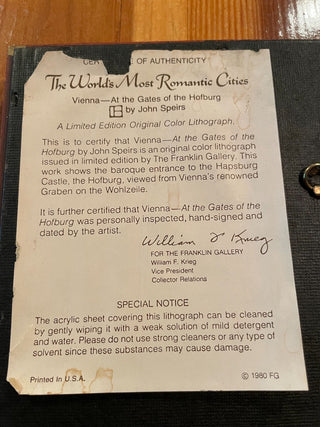 CERT E OF AUTHENTICITY
The World's Most Romantic Cities
Vienna—At the Gates of the Hofburg
by John Speirs
A Limited Edition Original Color Lithograph.
This is to certify that Vienna—At the Gates of the
Hofburg by John Speirs is an original color lithograph
issued in limited edition by The Franklin Gallery. This
work shows the baroque entrance to the Hapsburg
Castle, the Hofburg, viewed from Vienna's renowned
Graben on the Wohlzeile.
It is further certified that Vienna—At the Gates of the
Hofburg was personally inspected, hand-signed and
dated by the artist.
William F Krieg
FOR THE FRANKLIN GALLERY
William F. Krieg
Vice President
Collector Relations
SPECIAL NOTICE
The acrylic sheet covering this lithograph can be cleaned
by gently wiping it with a weak solution of mild detergent
and water. Please do not use strong cleaners or any type of
solvent since these substances may cause damage.
Printed in U.S.A.
© 1980 FG